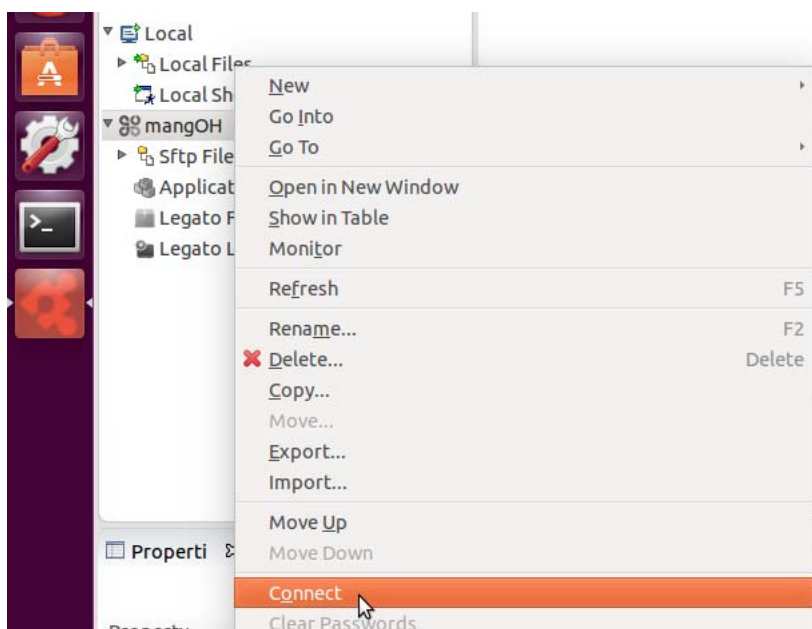 Local
Local Files
Local Sh
mangOH
Sftp File
Applicat
Legato F
Legato L
New
Go Into
Go To
Open in New Window
Show in Table
Monitor
Refresh F5
Rename... F2
Delete... Delete
Copy...
Move...
Export...
Import...
Move Up
Move Down
Connect
Clear Passwords
Properti
Property